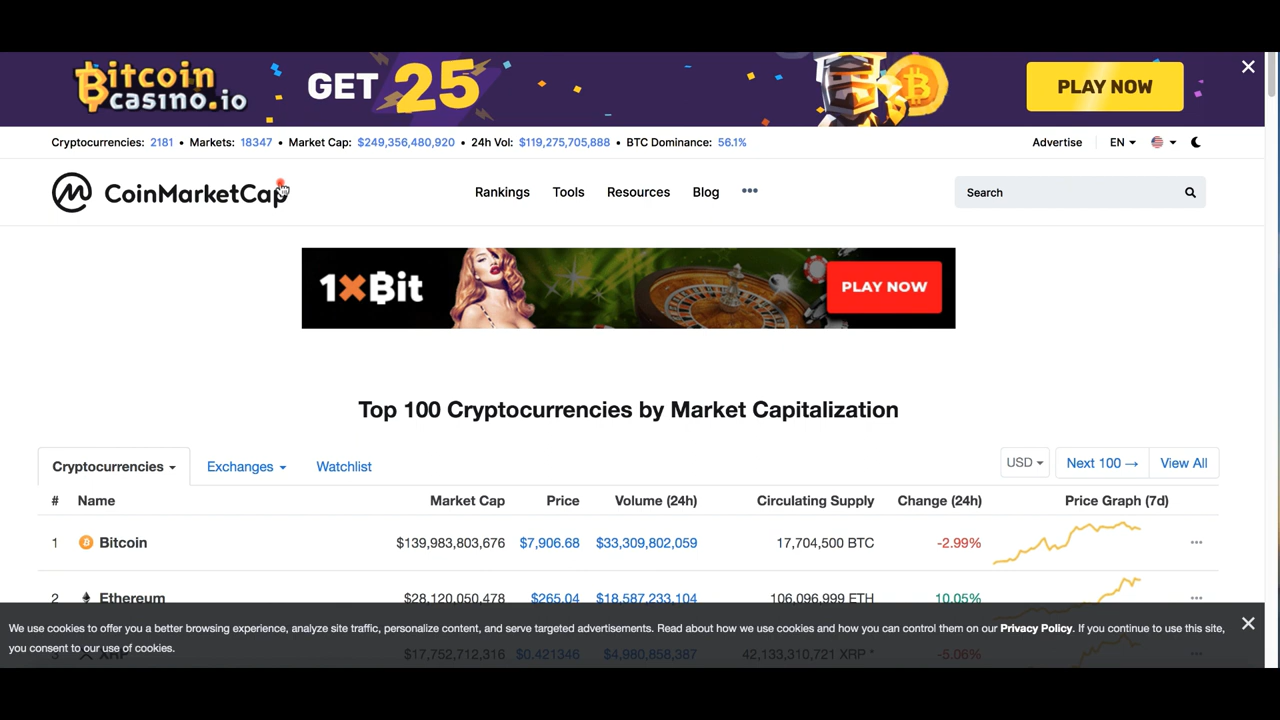 Bitcoin
casino.io
GET 25
PLAY NOW
Cryptocurrencies: 2181 • Markets: 18347 • Market Cap: $249,356,480,920 • 24h Vol: $119,275,705,888 • BTC Dominance: 56.1%
Advertise EN
CoinMarketCap
Rankings Tools Resources Blog •••
Search
1XBit
PLAY NOW
Top 100 Cryptocurrencies by Market Capitalization
Cryptocurrencies Exchanges Watchlist USD Next 100 → View All
# Name Market Cap Price Volume (24h) Circulating Supply Change (24h) Price Graph (7d)
1 Bitcoin $139,983,803,676 $7,906.68 $33,309,802,059 17,704,500 BTC -2.99%
2 Ethereum $28,120,050,478 $265.04 $18,587,233,104 106,096,999 ETH 10.05%
We use cookies to offer you a better browsing experience, analyze site traffic, personalize content, and serve targeted advertisements. Read about how we use cookies and how you can control them on our Privacy Policy. If you continue to use this site,
you consent to our use of cookies.
3 XRP $17,752,712,316 $0.421346 $4,980,858,387 42,133,310,721 XRP * -5.06%